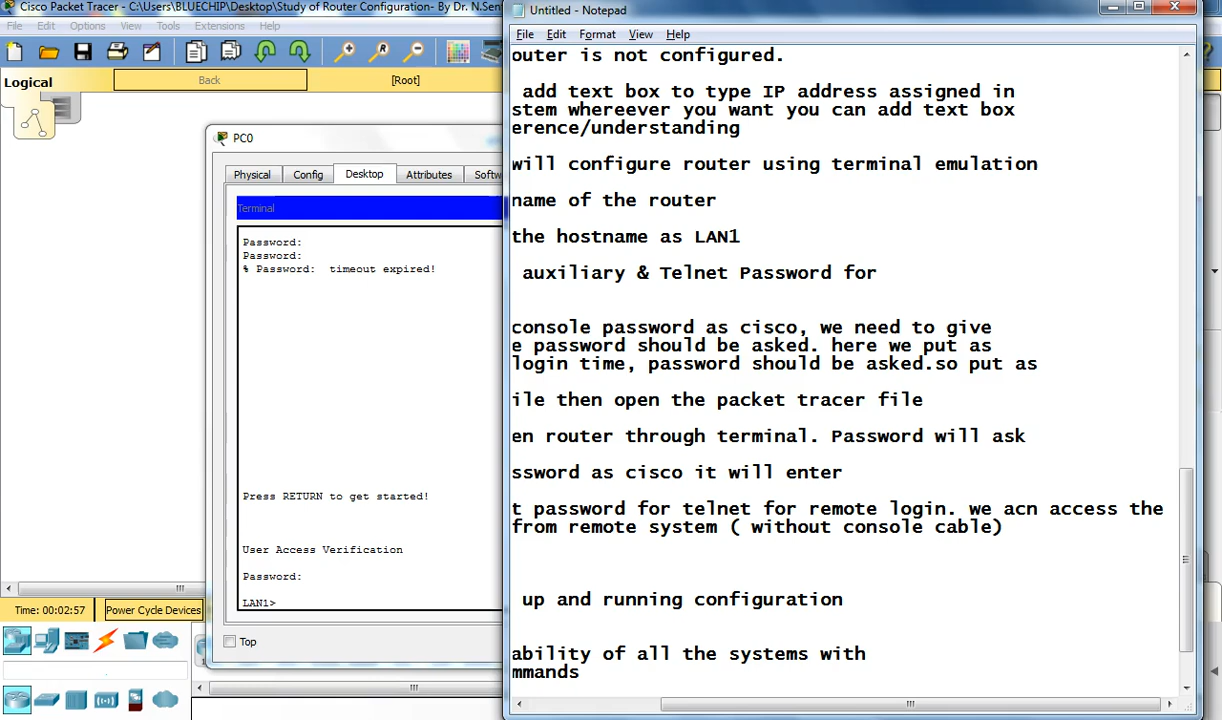 Cisco Packet Tracer - C:\Users\BLUECHIP\Desktop\Study of Router Configuration- By Dr. N.Sen
File Edit Options View Tools Extensions Help
Logical
Back
[Root]
PC0
Physical Config Desktop Attributes Softw
Terminal
Password:
Password:
% Password:  timeout expired!
Press RETURN to get started!
User Access Verification
Password:
LAN1>
Top
Time: 00:02:57
Power Cycle Devices
Untitled - Notepad
File Edit Format View Help
outer is not configured.
add text box to type IP address assigned in
stem whereever you want you can add text box
erence/understanding
will configure router using terminal emulation
name of the router
the hostname as LAN1
auxiliary & Telnet Password for
console password as cisco, we need to give
e password should be asked. here we put as
login time, password should be asked.so put as
ile then open the packet tracer file
en router through terminal. Password will ask
ssword as cisco it will enter
t password for telnet for remote login. we acn access the
from remote system ( without console cable)
up and running configuration
ability of all the systems with
mmands